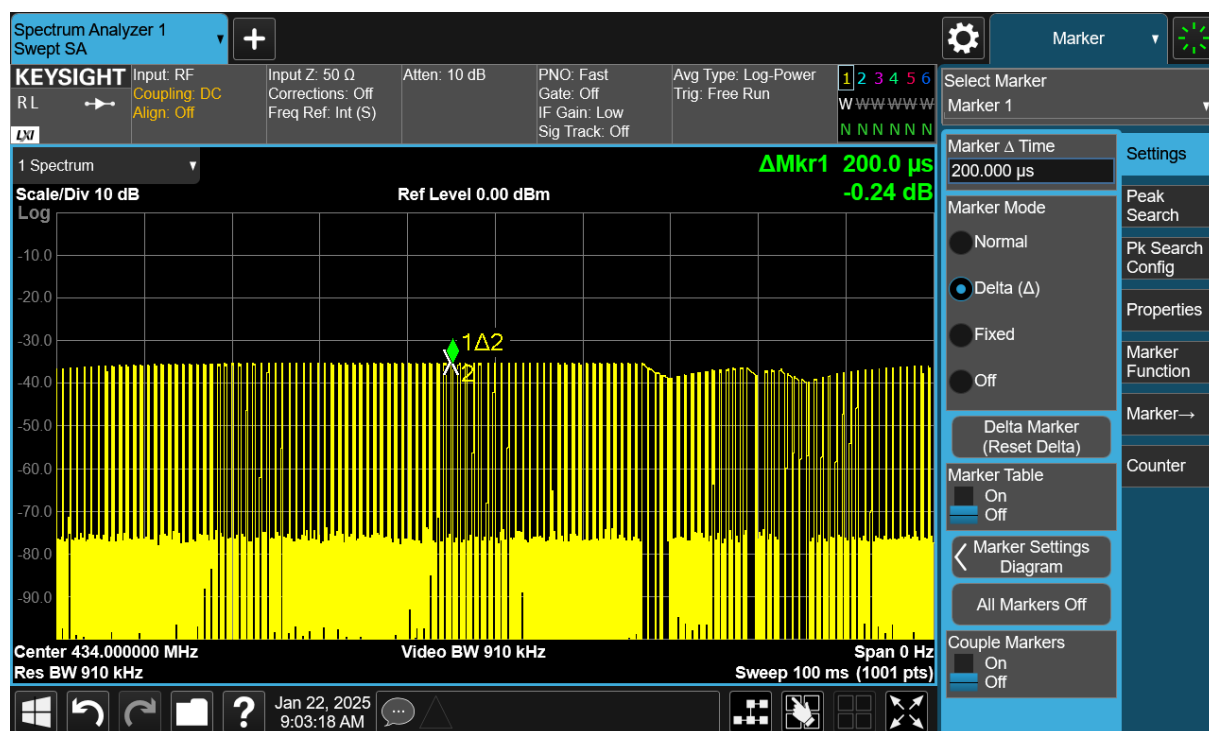 Spectrum Analyzer 1
Swept SA
Marker
KEYSIGHT
R L
LXI
Input: RF
Coupling: DC
Align: Off
Input Z: 50 Ω
Corrections: Off
Freq Ref: Int (S)
Atten: 10 dB
PNO: Fast
Gate: Off
IF Gain: Low
Sig Track: Off
Avg Type: Log-Power
Trig: Free Run
1 2 3 4 5 6
W W W W W W
N N N N N N
Select Marker
Marker 1
1 Spectrum
ΔMkr1 200.0 µs
-0.24 dB
Scale/Div 10 dB
Ref Level 0.00 dBm
Log
-10.0
-20.0
-30.0
-40.0
-50.0
-60.0
-70.0
-80.0
-90.0
1Δ2
2
Center 434.000000 MHz
Video BW 910 kHz
Span 0 Hz
Res BW 910 kHz
Sweep 100 ms (1001 pts)
Marker Δ Time
200.000 µs
Marker Mode
Normal
Delta (Δ)
Fixed
Off
Delta Marker
(Reset Delta)
Marker Table
On
Off
Marker Settings
Diagram
All Markers Off
Couple Markers
On
Off
Settings
Peak
Search
Pk Search
Config
Properties
Marker
Function
Marker→
Counter
?
Jan 22, 2025
9:03:18 AM